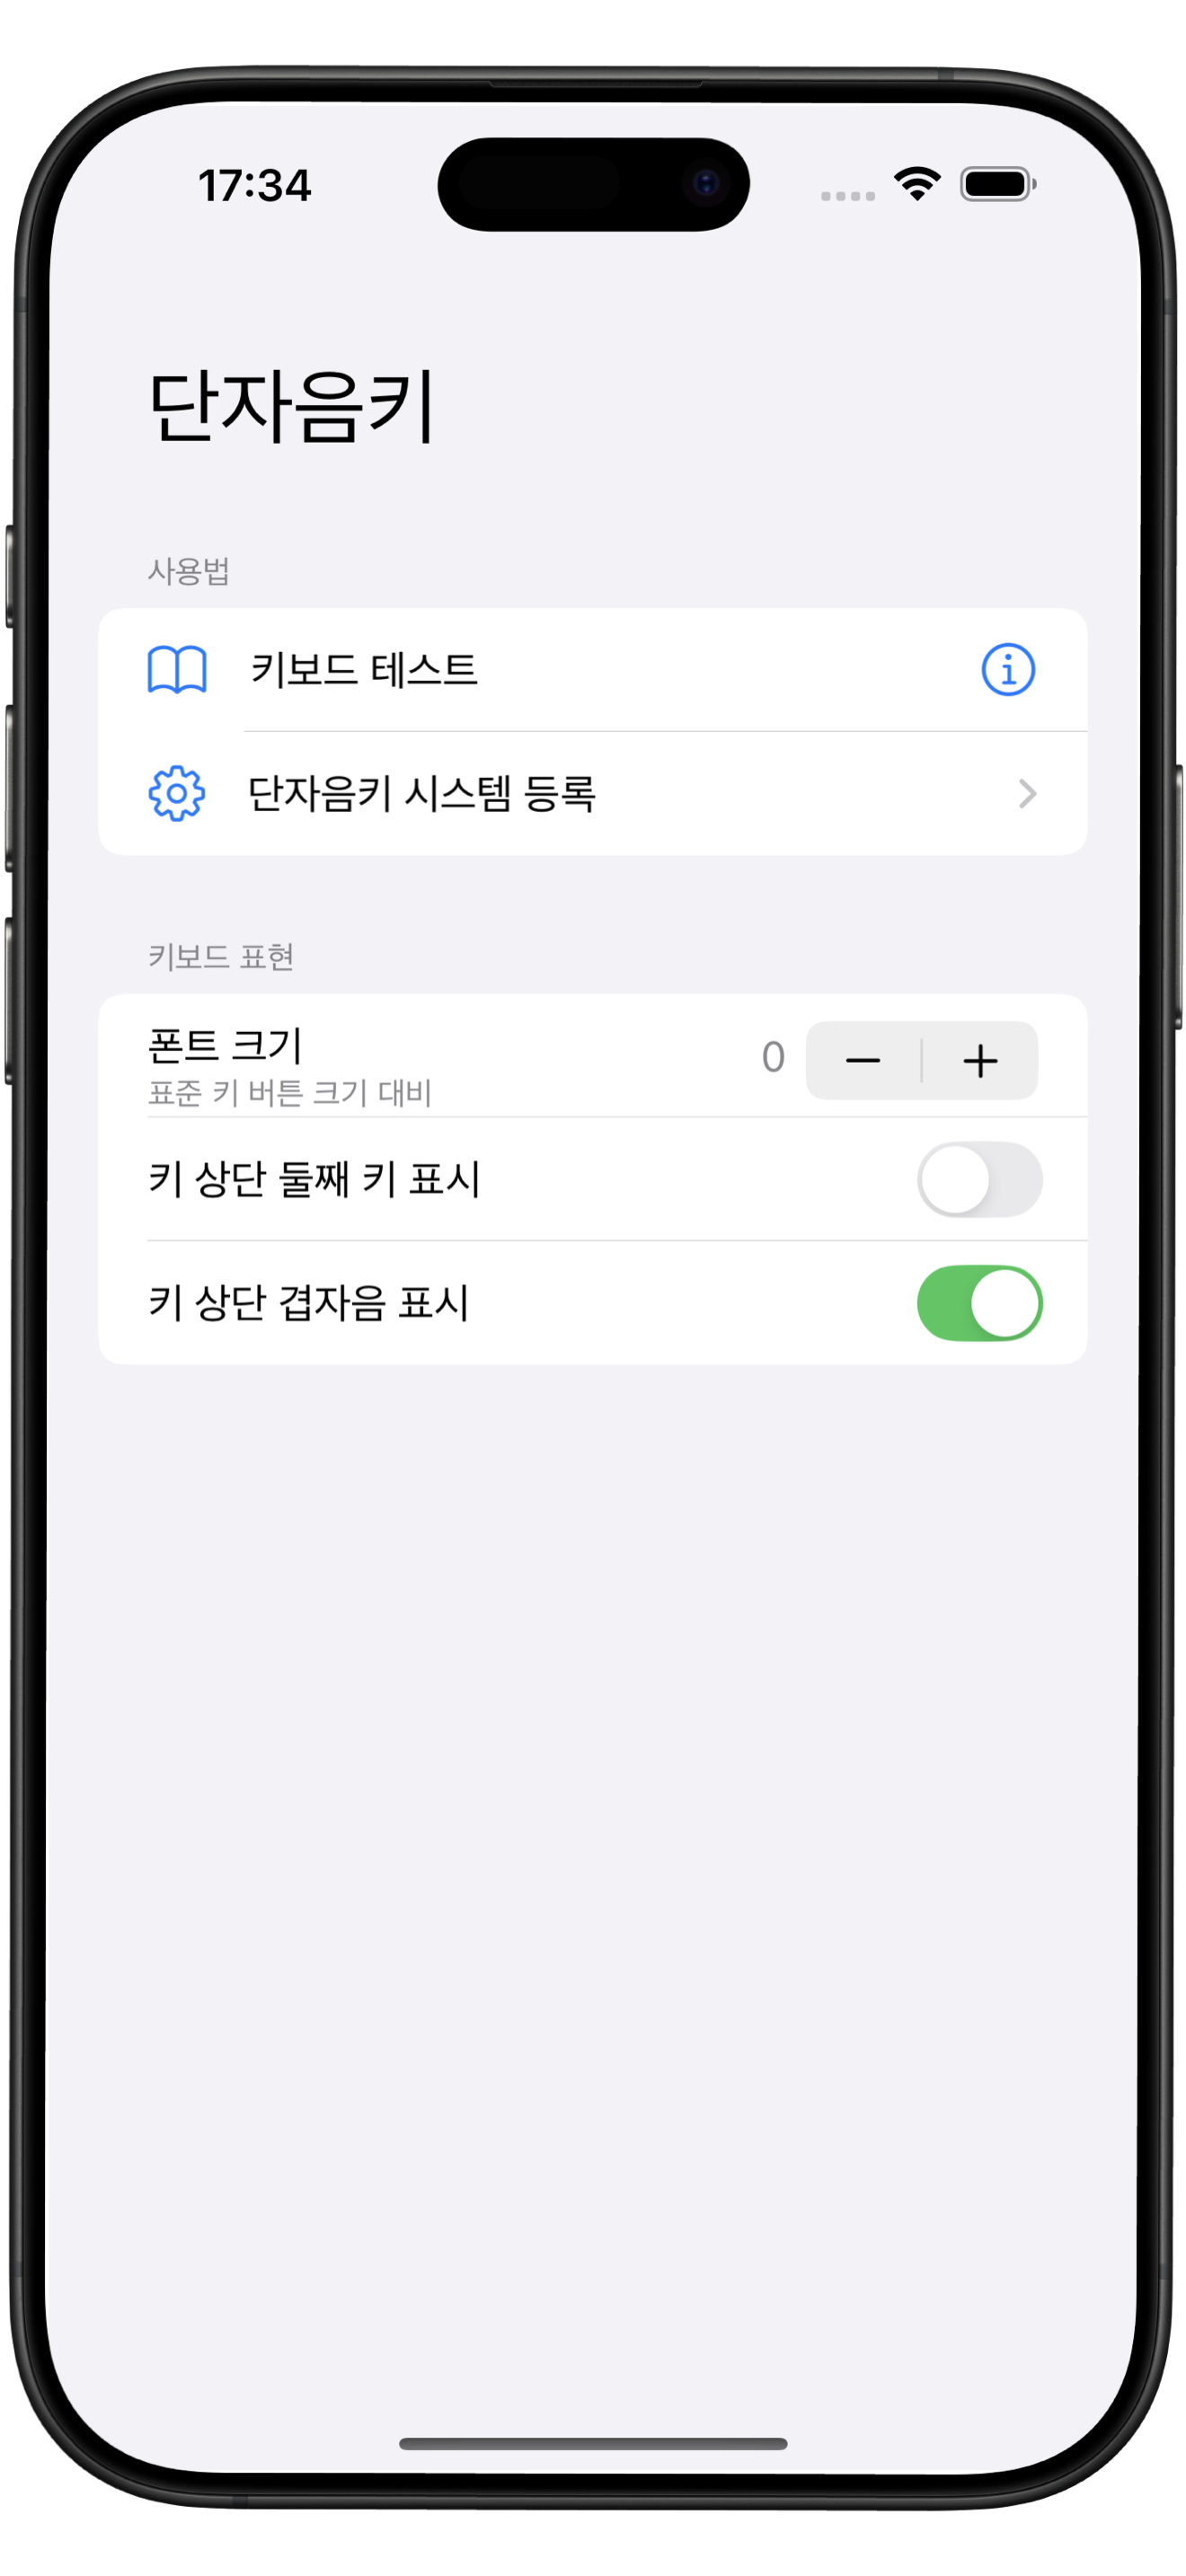 17:34
단자음키
사용법
키보드 테스트
단자음키 시스템 등록
키보드 표현
폰트 크기
0
표준 키 버튼 크기 대비
키 상단 둘째 키 표시
키 상단 겹자음 표시